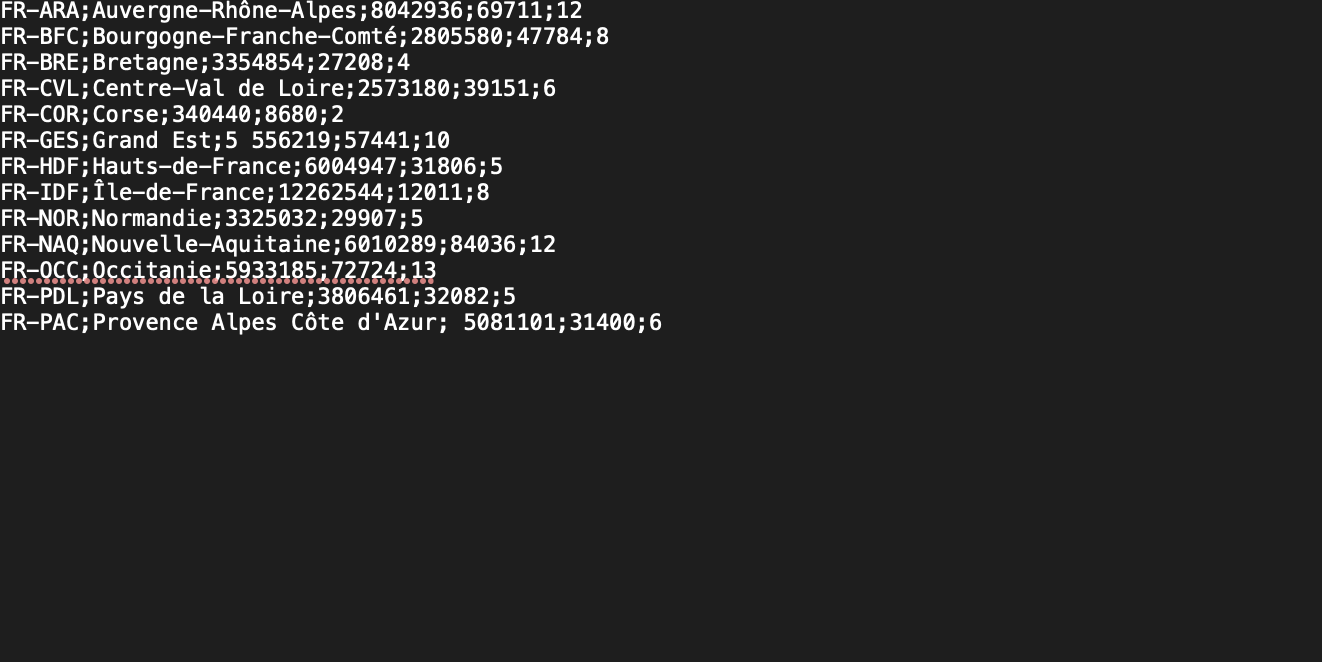 FR-ARA;Auvergne-Rhône-Alpes;8042936;69711;12
FR-BFC;Bourgogne-Franche-Comté;2805580;47784;8
FR-BRE;Bretagne;3354854;27208;4
FR-CVL;Centre-Val de Loire;2573180;39151;6
FR-COR;Corse;340440;8680;2
FR-GES;Grand Est;5 556219;57441;10
FR-HDF;Hauts-de-France;6004947;31806;5
FR-IDF;Île-de-France;12262544;12011;8
FR-NOR;Normandie;3325032;29907;5
FR-NAQ;Nouvelle-Aquitaine;6010289;84036;12
FR-OCC;Occitanie;5933185;72724;13
FR-PDL;Pays de la Loire;3806461;32082;5
FR-PAC;Provence Alpes Côte d'Azur; 5081101;31400;6